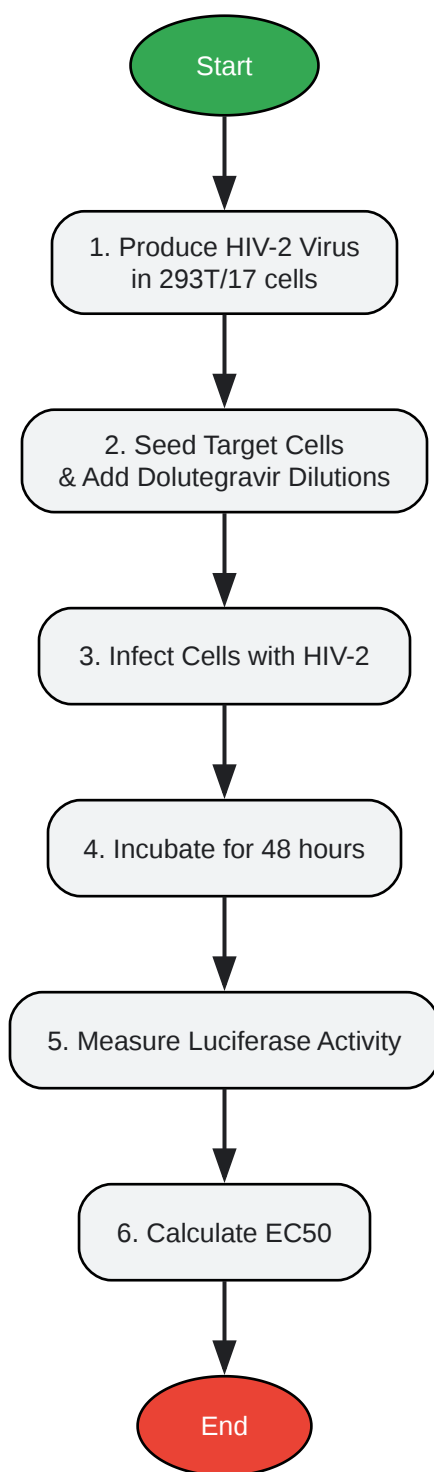 Start
1. Produce HIV-2 Virus
in 293T/17 cells
2. Seed Target Cells
& Add Dolutegravir Dilutions
3. Infect Cells with HIV-2
4. Incubate for 48 hours
5. Measure Luciferase Activity
6. Calculate EC50
End